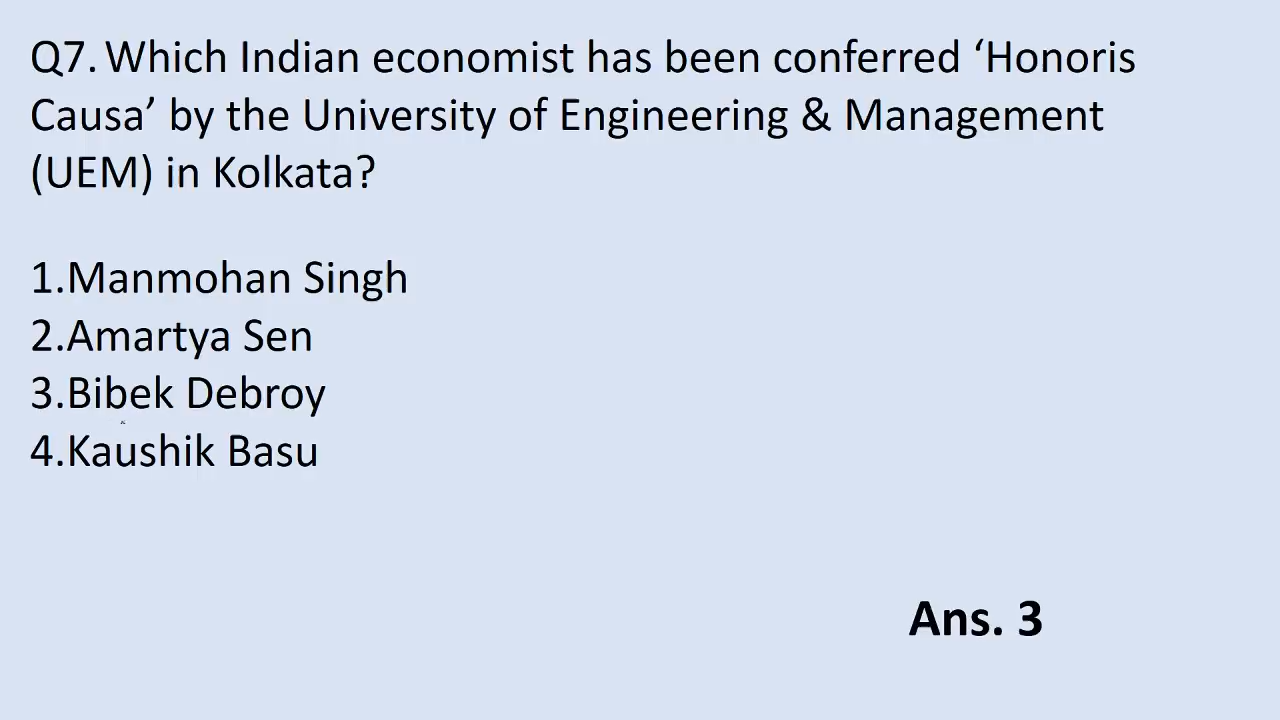 Q7. Which Indian economist has been conferred ‘Honoris
Causa’ by the University of Engineering & Management
(UEM) in Kolkata?
1.Manmohan Singh
2.Amartya Sen
3.Bibek Debroy
4.Kaushik Basu
Ans. 3